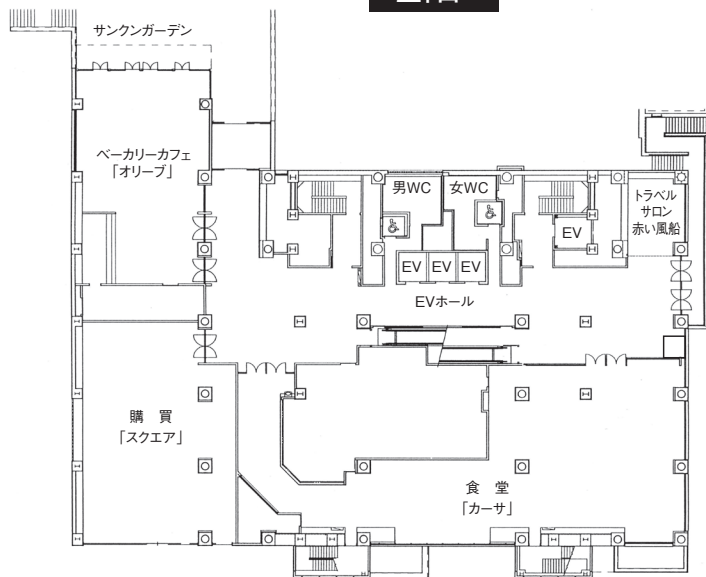 サンクンガーデン
ベーカリーカフェ
「オリーブ」
男WC
女WC
トラベル
サロン
赤い風船
EV
EV
EV
EV
EVホール
購 買
「スクエア」
食 堂
「カーサ」